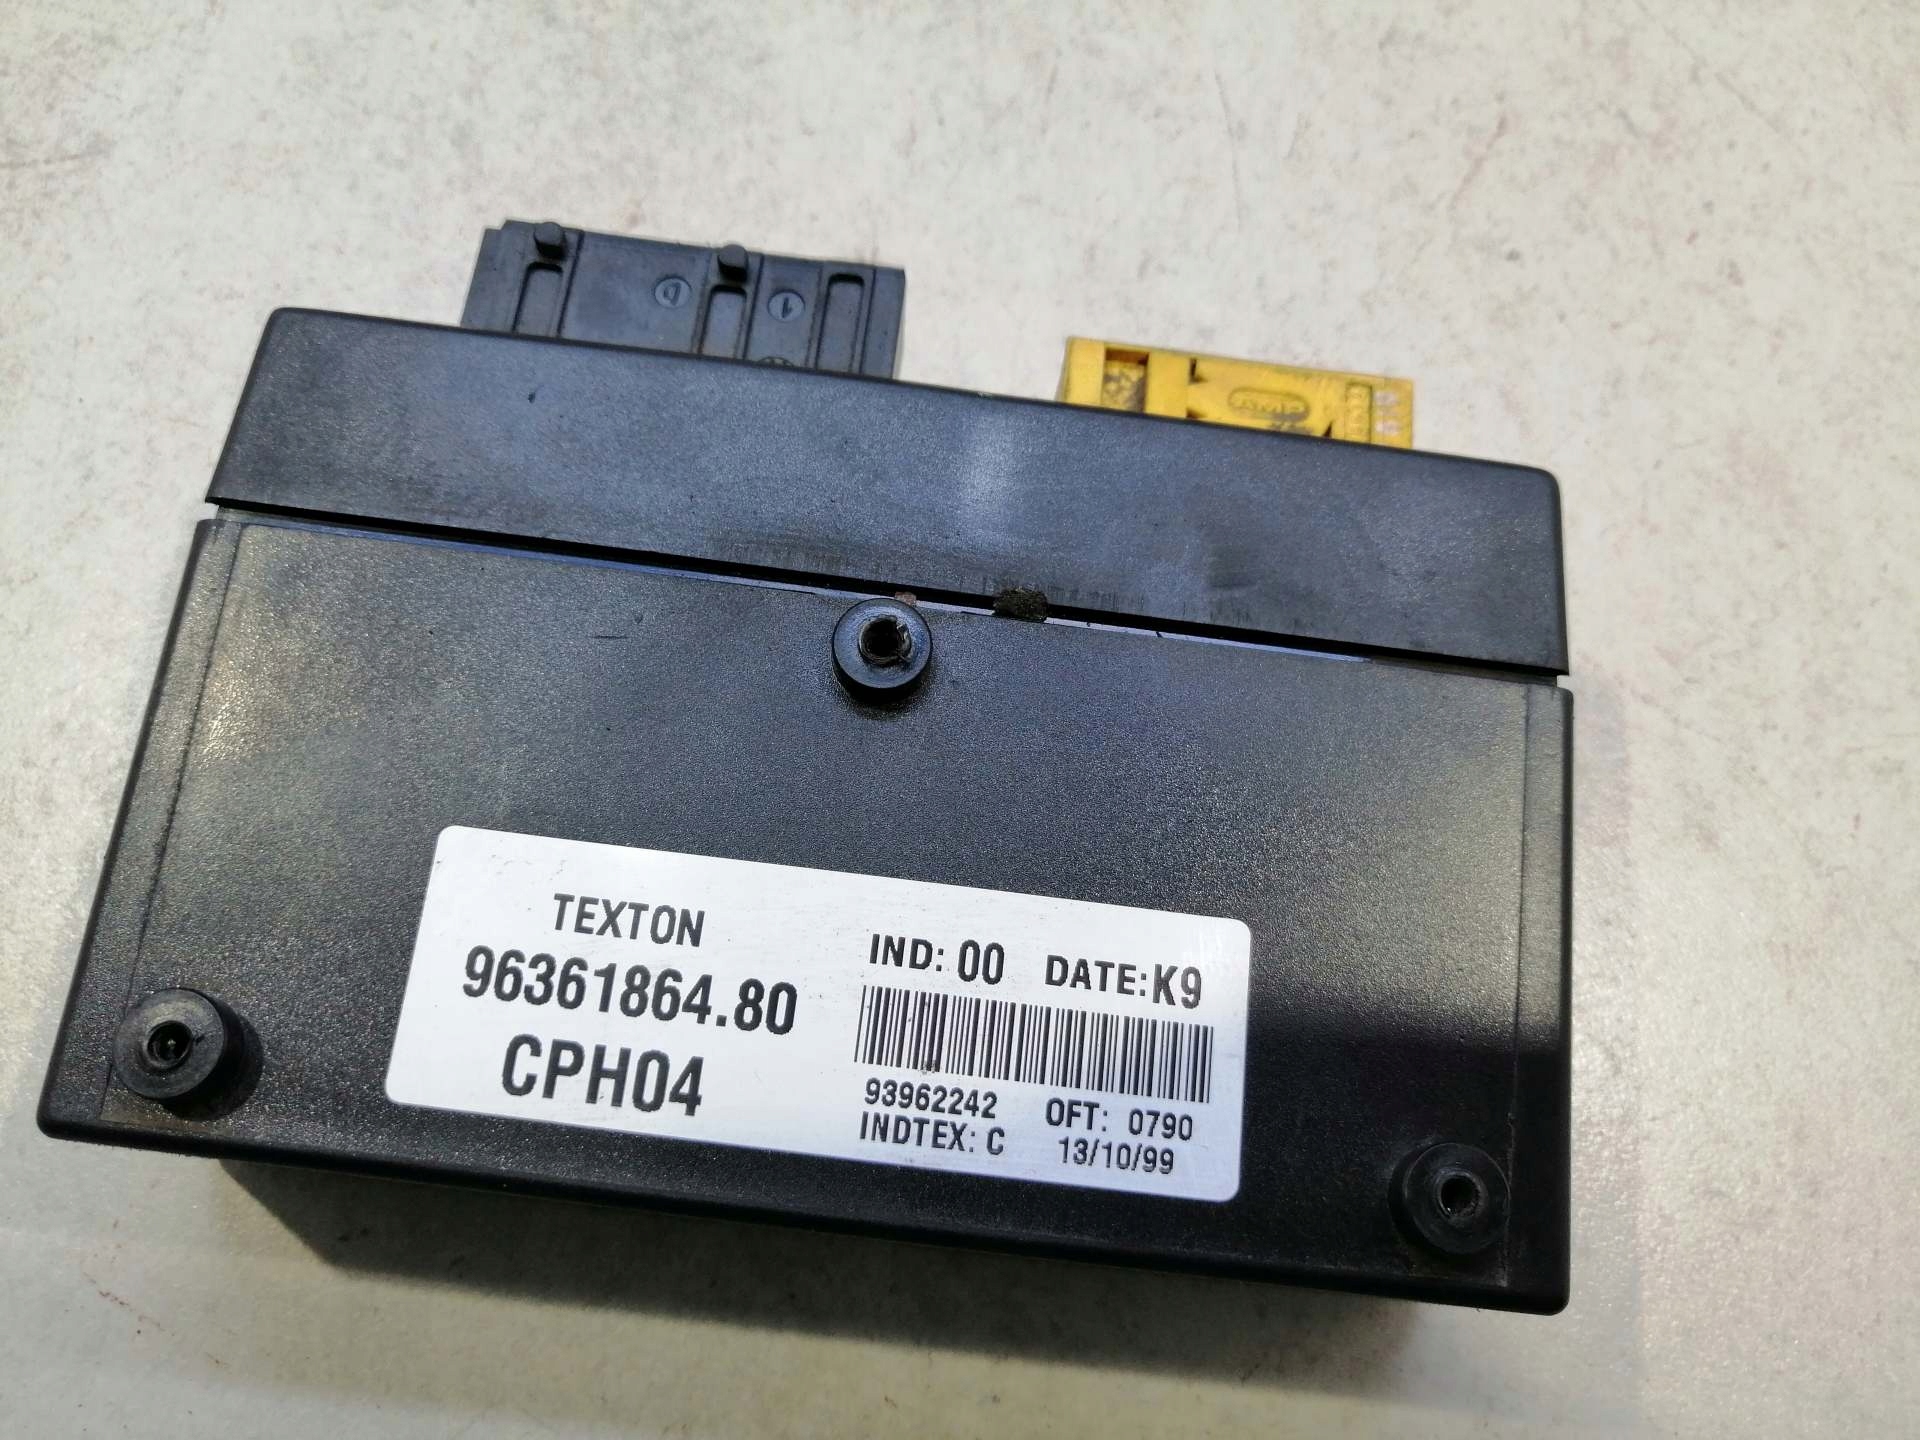 TEXTON
96361864.80
CPH04
IND: 00 DATE: K9
93962242 OFT: 0790
INDTEX: C 13/10/99